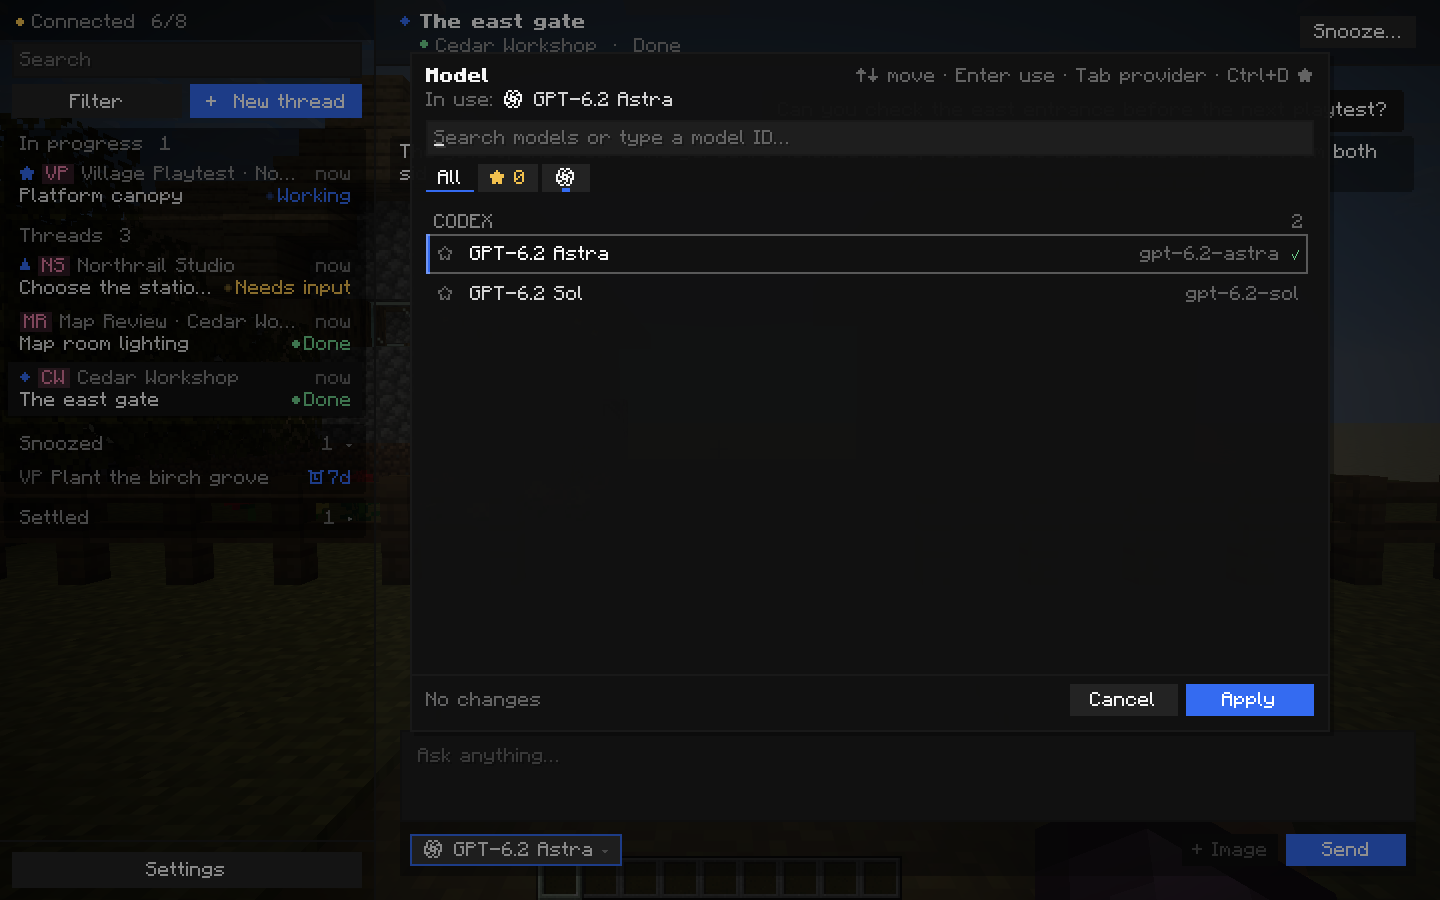 Connected 6/8
Search
Filter
+ New thread
In progress 1
VP Village Playtest · No... now
Platform canopy Working
Threads 3
NS Northrail Studio now
Choose the statio... Needs input
MR Map Review · Cedar Wo... now
Map room lighting Done
CW Cedar Workshop now
The east gate Done
Snoozed 1
VP Plant the birch grove 7d
Settled 1
Settings
The east gate
Cedar Workshop · Done
Snooze...
Model
↑↓ move · Enter use · Tab provider · Ctrl+D ★
In use: GPT-6.2 Astra
ytest?
Search models or type a model ID...
both
All ★ 0
CODEX 2
☆ GPT-6.2 Astra gpt-6.2-astra ✓
☆ GPT-6.2 Sol gpt-6.2-sol
No changes
Cancel
Apply
Ask anything...
GPT-6.2 Astra
+ Image
Send